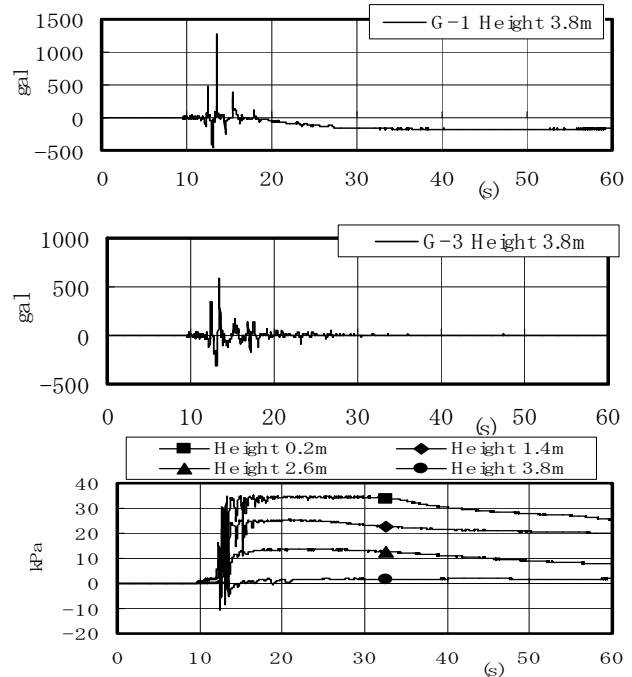 1500
G-1 Height 3.8m
1000
500
gal
0
-500
0 10 20 30 40 50 60
(s)
1000
G-3 Height 3.8m
500
gal
0
-500
0 10 20 30 40 50 60
(s)
Height 0.2m Height 1.4m
Height 2.6m Height 3.8m
40
30
20
kPa
10
0
-10
-20
0 10 20 30 40 50 60
(s)